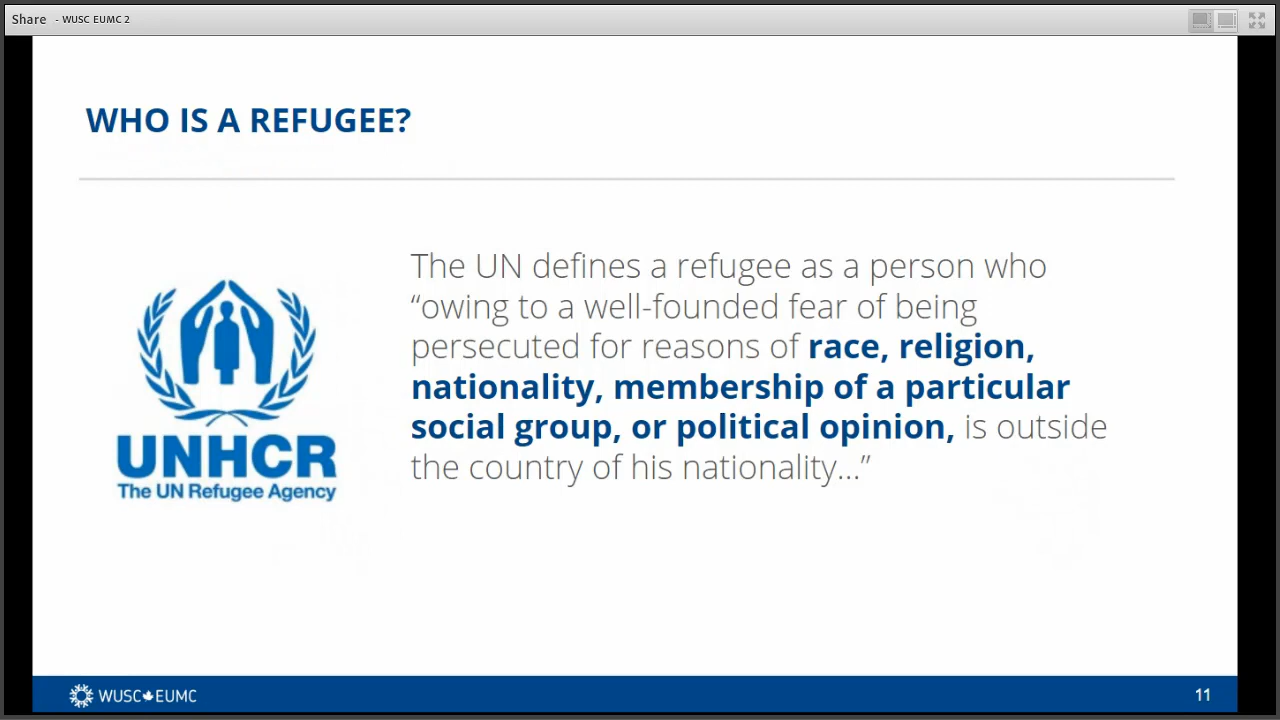 Share - WUSC EUMC 2
WHO IS A REFUGEE?
The UN defines a refugee as a person who
“owing to a well-founded fear of being
persecuted for reasons of race, religion,
nationality, membership of a particular
social group, or political opinion, is outside
the country of his nationality...”
UNHCR
The UN Refugee Agency
WUSC EUMC
11